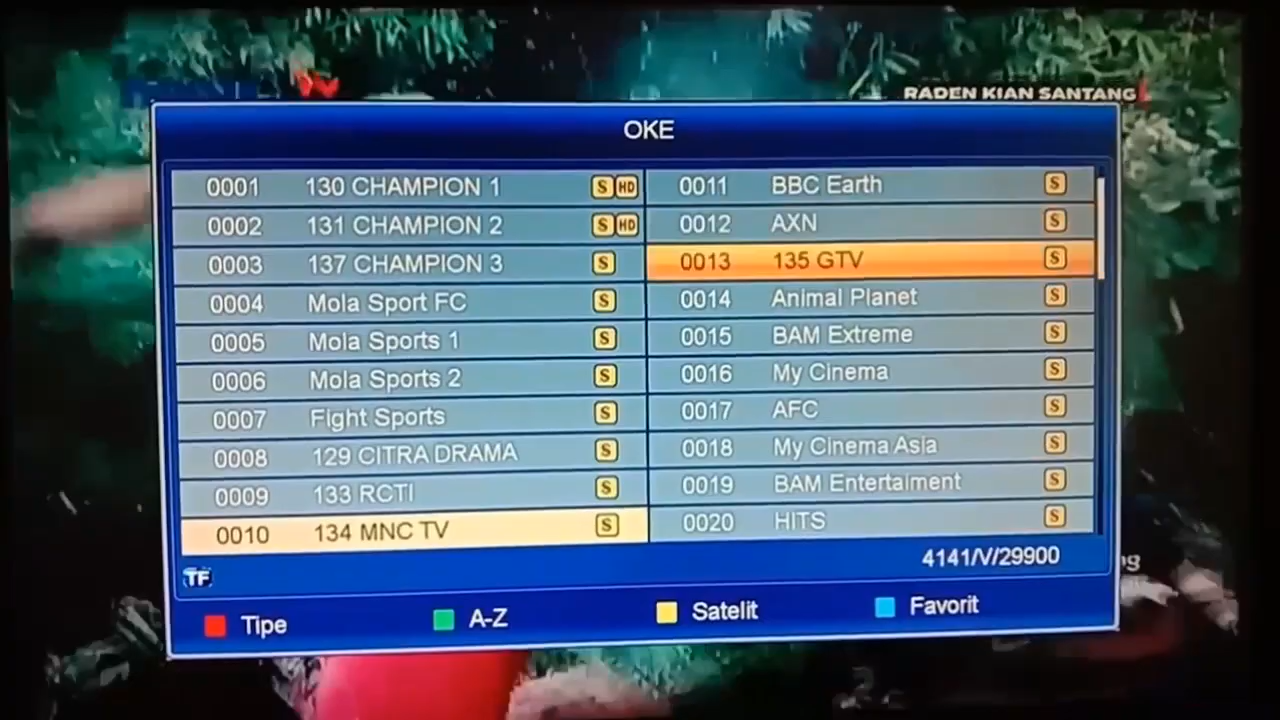 RADEN KIAN SANTANG
OKE
0001 130 CHAMPION 1 S HD
0002 131 CHAMPION 2 S HD
0003 137 CHAMPION 3 S
0004 Mola Sport FC S
0005 Mola Sports 1 S
0006 Mola Sports 2 S
0007 Fight Sports S
0008 129 CITRA DRAMA S
0009 133 RCTI S
0010 134 MNC TV S
0011 BBC Earth S
0012 AXN S
0013 135 GTV S
0014 Animal Planet S
0015 BAM Extreme S
0016 My Cinema S
0017 AFC S
0018 My Cinema Asia S
0019 BAM Entertaiment S
0020 HITS S
4141/V/29900
TF
Tipe A-Z Satelit Favorit